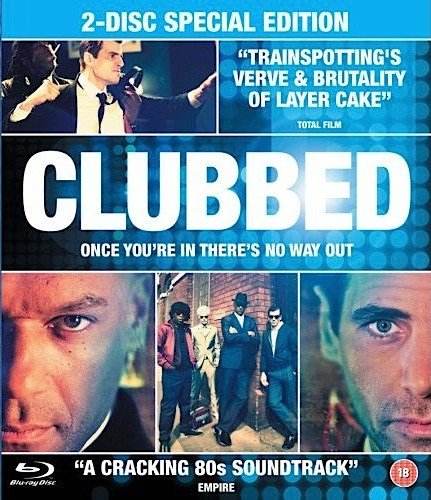 2-DISC SPECIAL EDITION
“TRAINSPOTTING'S
VERVE & BRUTALITY
OF LAYER CAKE”
TOTAL FILM
CLUBBED
ONCE YOU'RE IN THERE'S NO WAY OUT
Blu-ray Disc
"A CRACKING 80s SOUNDTRACK"
EMPIRE
18